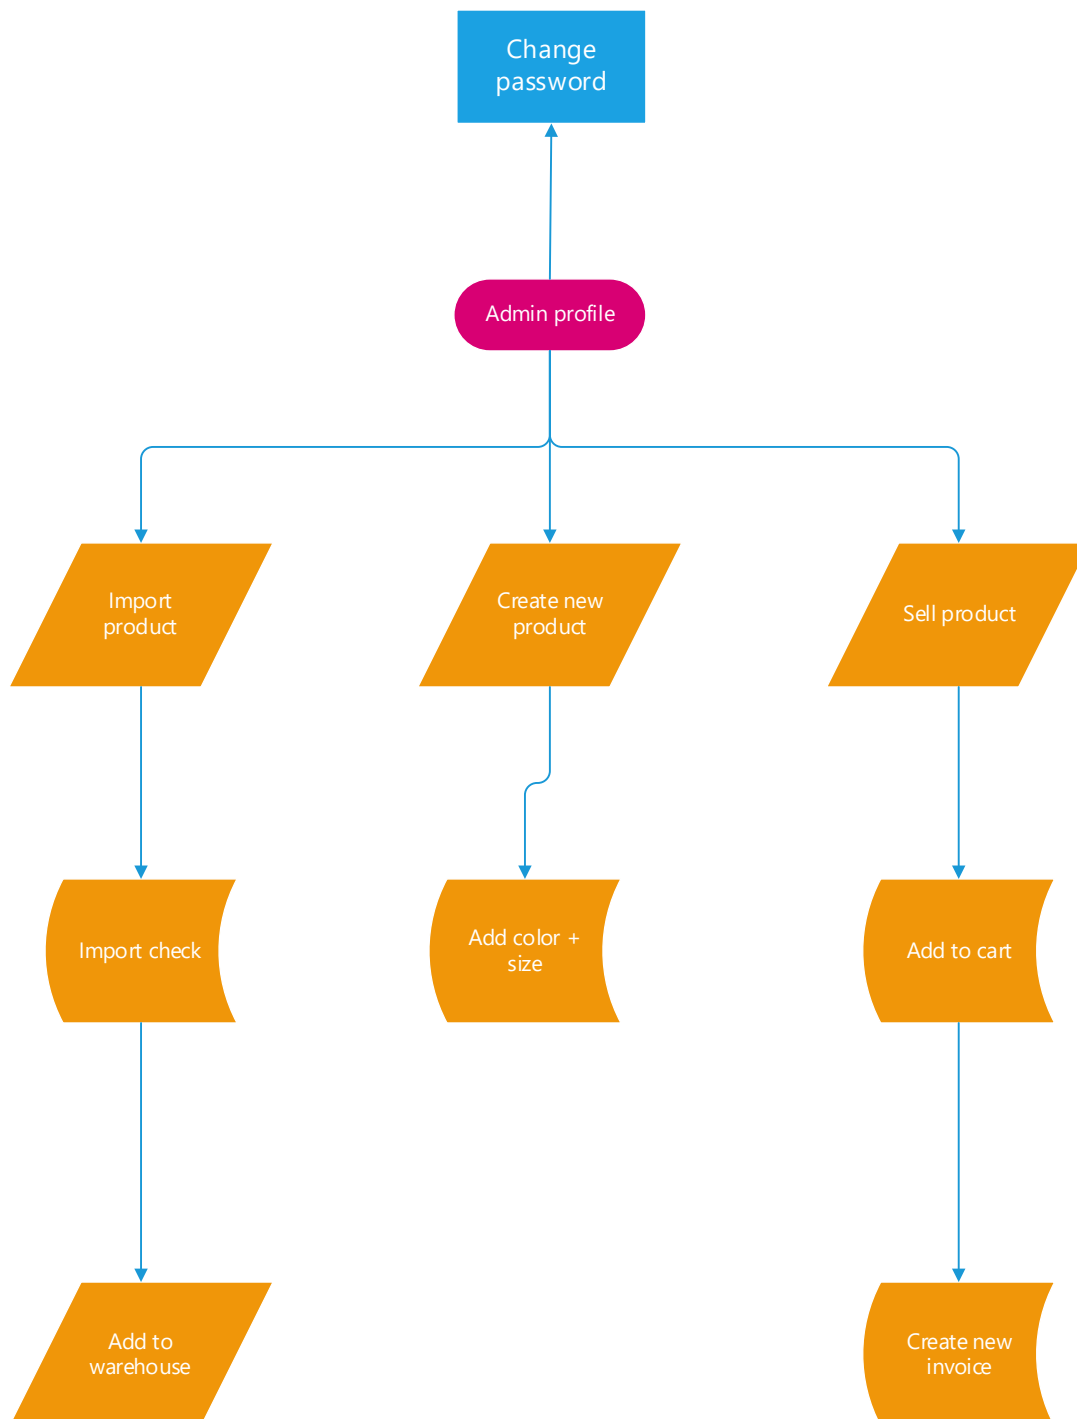 Change
password
Admin profile
Import
product
Create new
product
Sell product
Import check
Add color +
size
Add to cart
Add to
warehouse
Create new
invoice